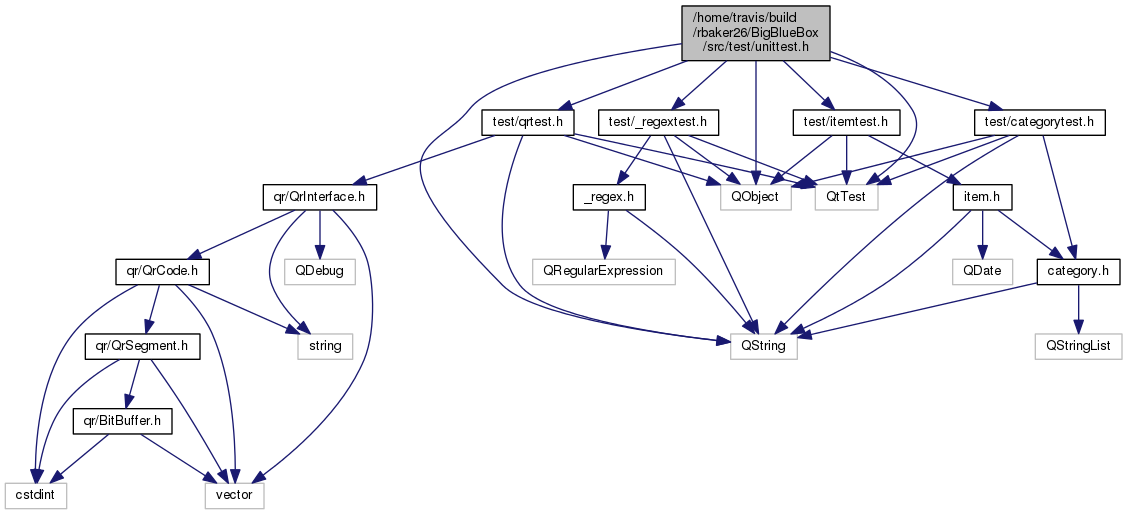 /home/travis/build
/rbaker26/BigBlueBox
/src/test/unittest.h
test/qrtest.h
test/_regextest.h
test/itemtest.h
test/categorytest.h
qr/QrInterface.h
_regex.h
QObject
QtTest
item.h
qr/QrCode.h
QDebug
QRegularExpression
QDate
category.h
qr/QrSegment.h
string
QString
QStringList
qr/BitBuffer.h
cstdint
vector